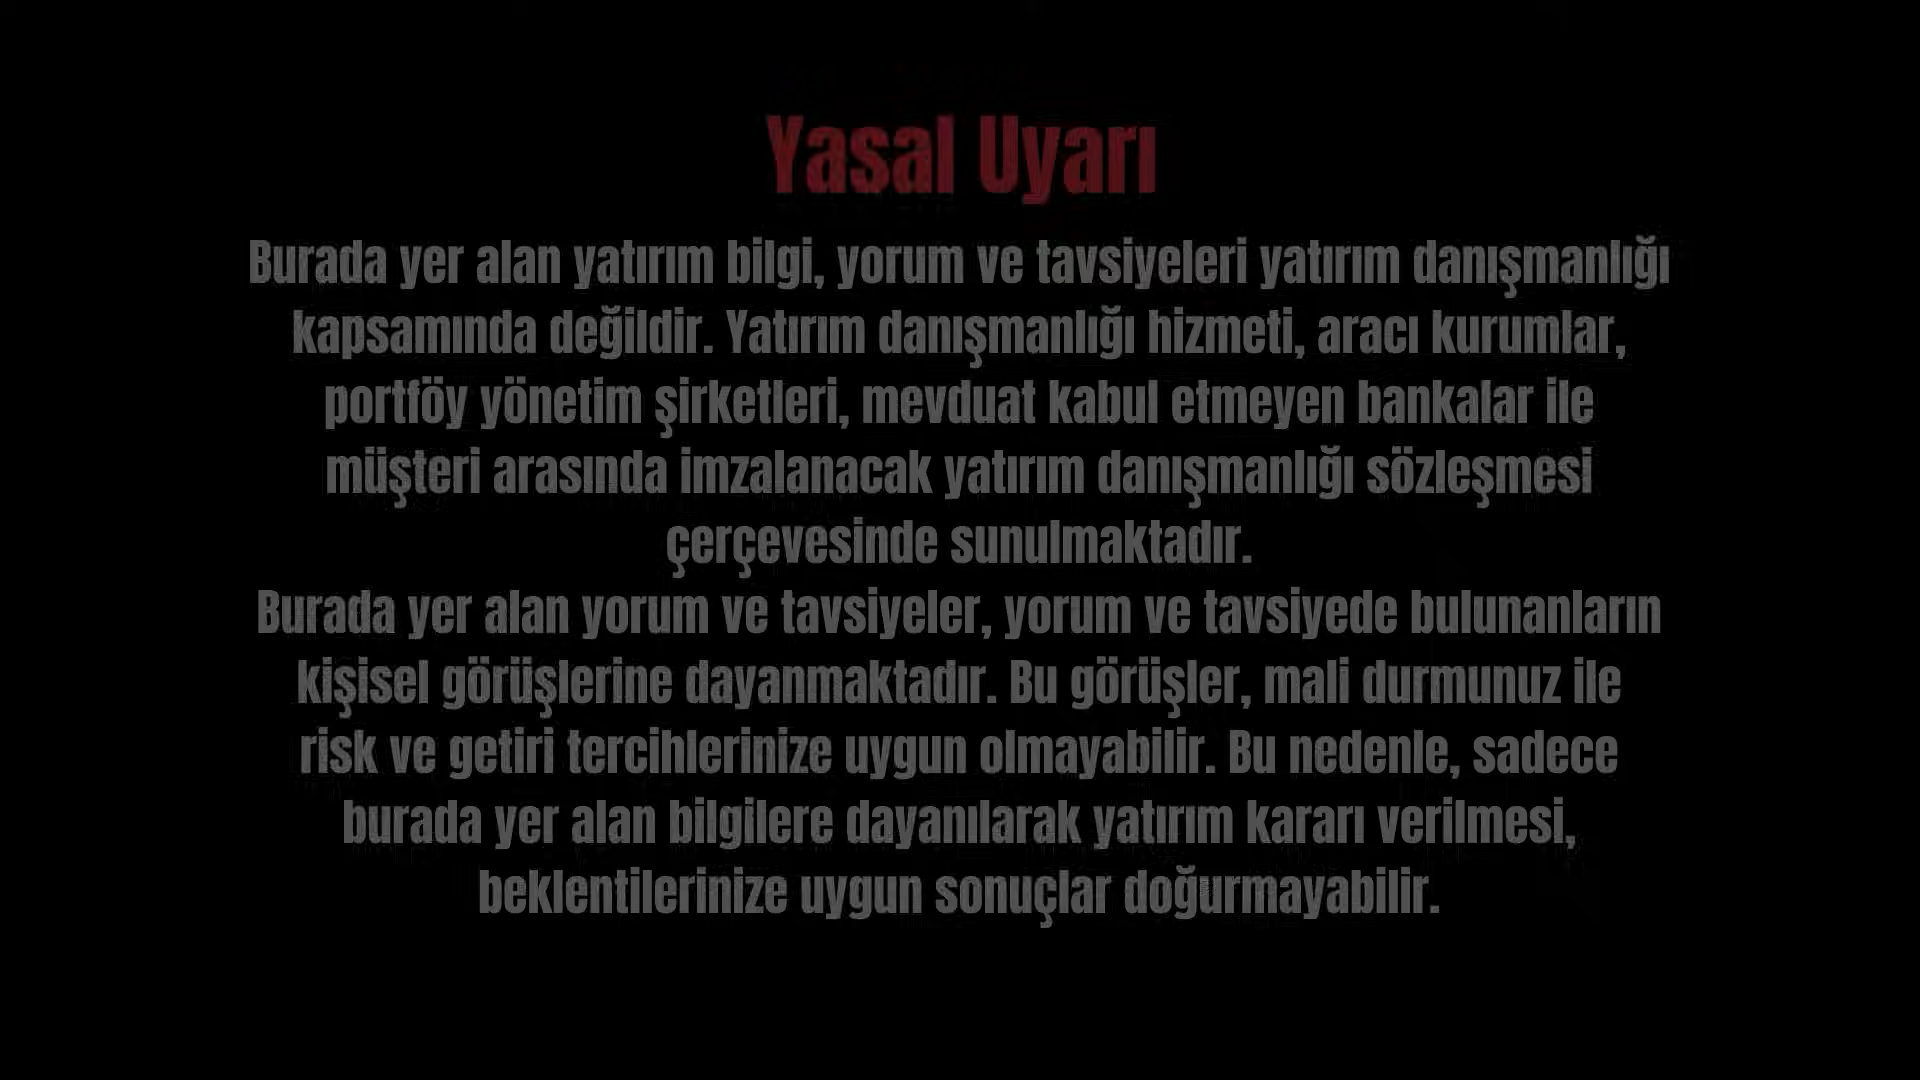 Yasal Uyarı
Burada yer alan yatırım bilgi, yorum ve tavsiyeleri yatırım danışmanlığı
kapsamında değildir. Yatırım danışmanlığı hizmeti, aracı kurumlar,
portföy yönetim şirketleri, mevduat kabul etmeyen bankalar ile
müşteri arasında imzalanacak yatırım danışmanlığı sözleşmesi
çerçevesinde sunulmaktadır.
Burada yer alan yorum ve tavsiyeler, yorum ve tavsiyede bulunanların
kişisel görüşlerine dayanmaktadır. Bu görüşler, mali durmunuz ile
risk ve getiri tercihlerinize uygun olmayabilir. Bu nedenle, sadece
burada yer alan bilgilere dayanılarak yatırım kararı verilmesi,
beklentilerinize uygun sonuçlar doğurmayabilir.